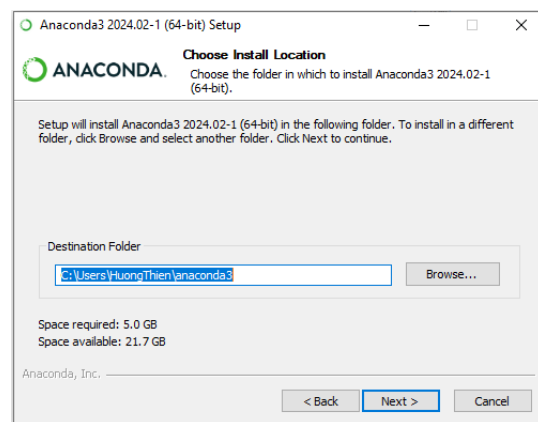 Anaconda3 2024.02-1 (64-bit) Setup
ANACONDA.
Choose Install Location
Choose the folder in which to install Anaconda3 2024.02-1
(64-bit).
Setup will install Anaconda3 2024.02-1 (64-bit) in the following folder. To install in a different
folder, click Browse and select another folder. Click Next to continue.
Destination Folder
C:\Users\HuongThien\anaconda3
Browse...
Space required: 5.0 GB
Space available: 21.7 GB
Anaconda, Inc.
< Back
Next >
Cancel